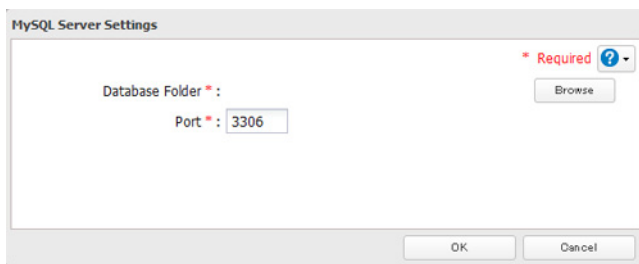 MySQL Server Settings
* Required ?
Database Folder * : Browse
Port * : 3306
OK Cancel